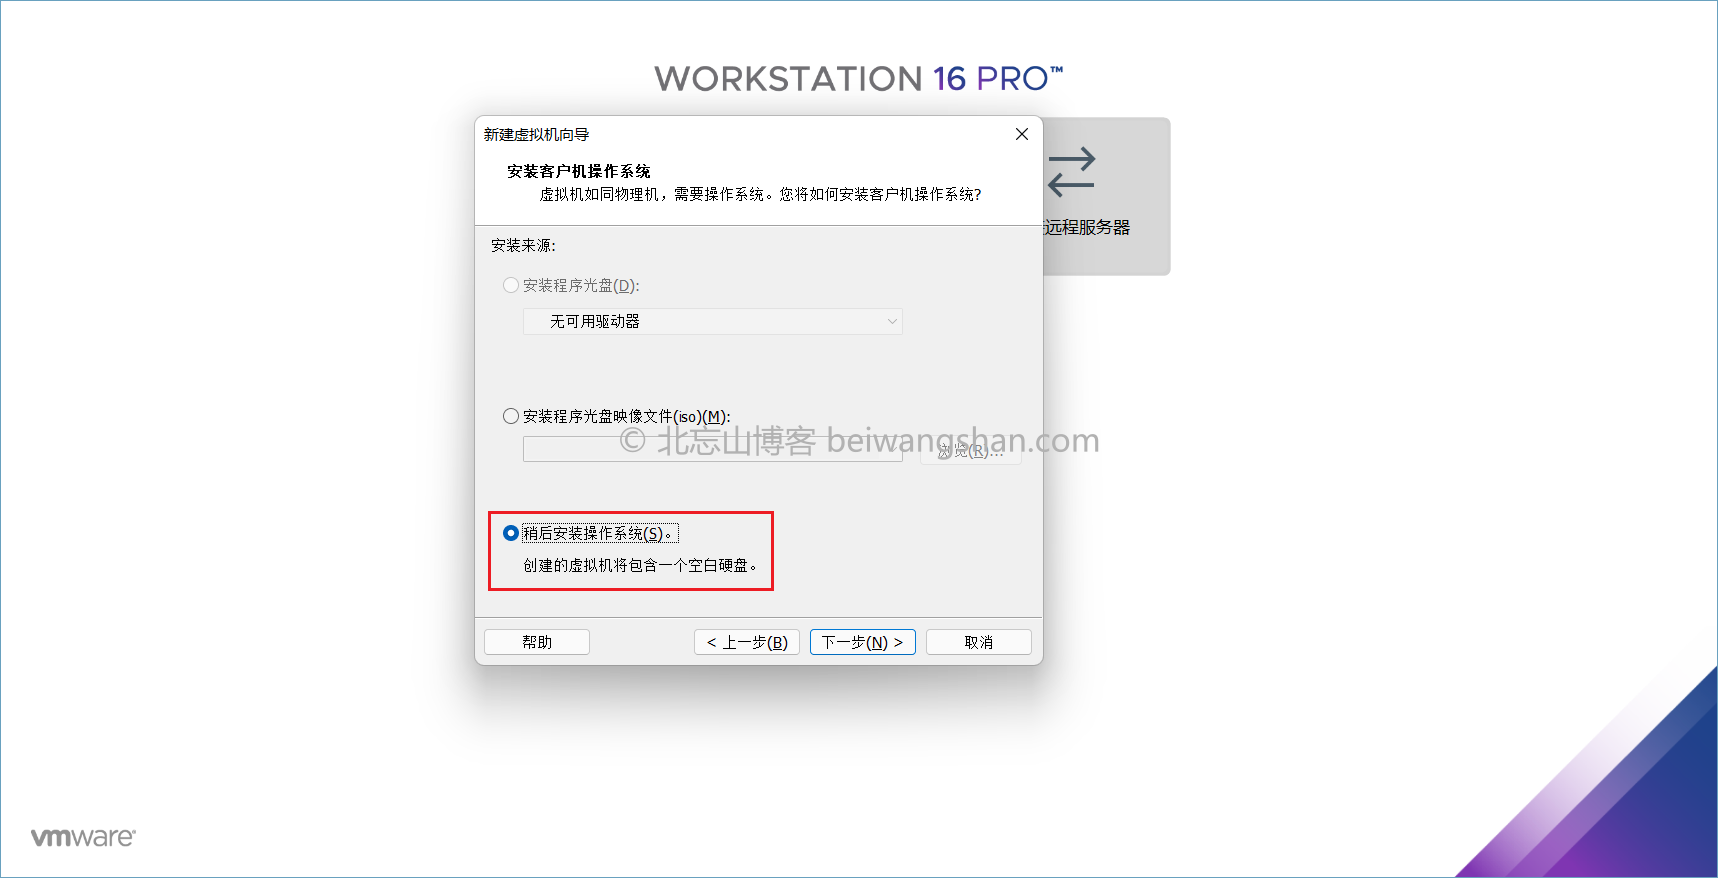 WORKSTATION 16 PRO™
新建虚拟机向导
安装客户机操作系统
虚拟机如同物理机，需要操作系统。您将如何安装客户机操作系统?
远程服务器
安装来源:
安装程序光盘(D):
无可用驱动器
安装程序光盘映像文件(iso)(M):
© 北忘山博客 beiwangshan.com
浏览(R)...
稍后安装操作系统(S)。
创建的虚拟机将包含一个空白硬盘。
帮助
< 上一步(B)
下一步(N) >
取消
vmware®